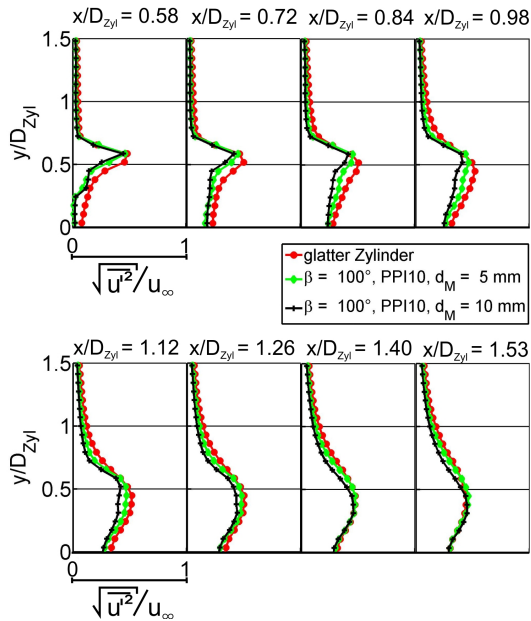 x/D_Zyl = 0.58 x/D_Zyl = 0.72 x/D_Zyl = 0.84 x/D_Zyl = 0.98
1.5
1
0.5
0
y/D_Zyl
0 1
√u'²/u∞
glatter Zylinder
β = 100°, PPI10, d_M = 5 mm
β = 100°, PPI10, d_M = 10 mm
x/D_Zyl = 1.12 x/D_Zyl = 1.26 x/D_Zyl = 1.40 x/D_Zyl = 1.53
1.5
1
0.5
0
y/D_Zyl
0 1
√u'²/u∞